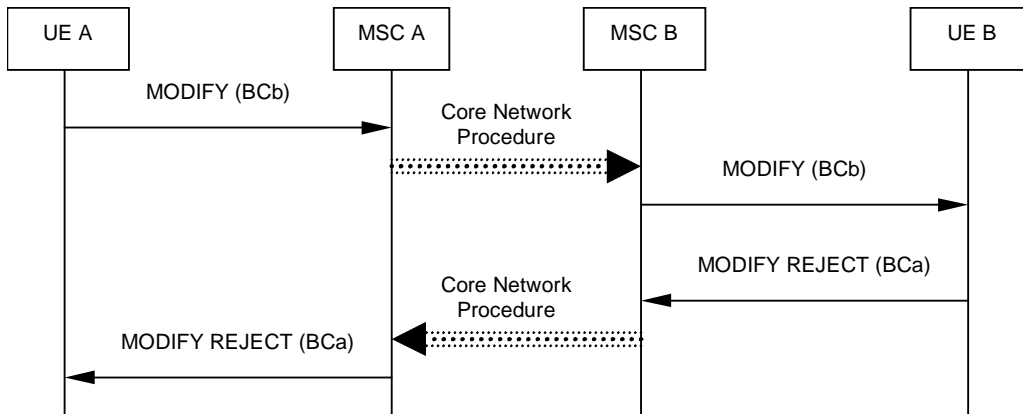 UE A
MSC A
MSC B
UE B
MODIFY (BCb)
Core Network
Procedure
MODIFY (BCb)
MODIFY REJECT (BCa)
Core Network
Procedure
MODIFY REJECT (BCa)